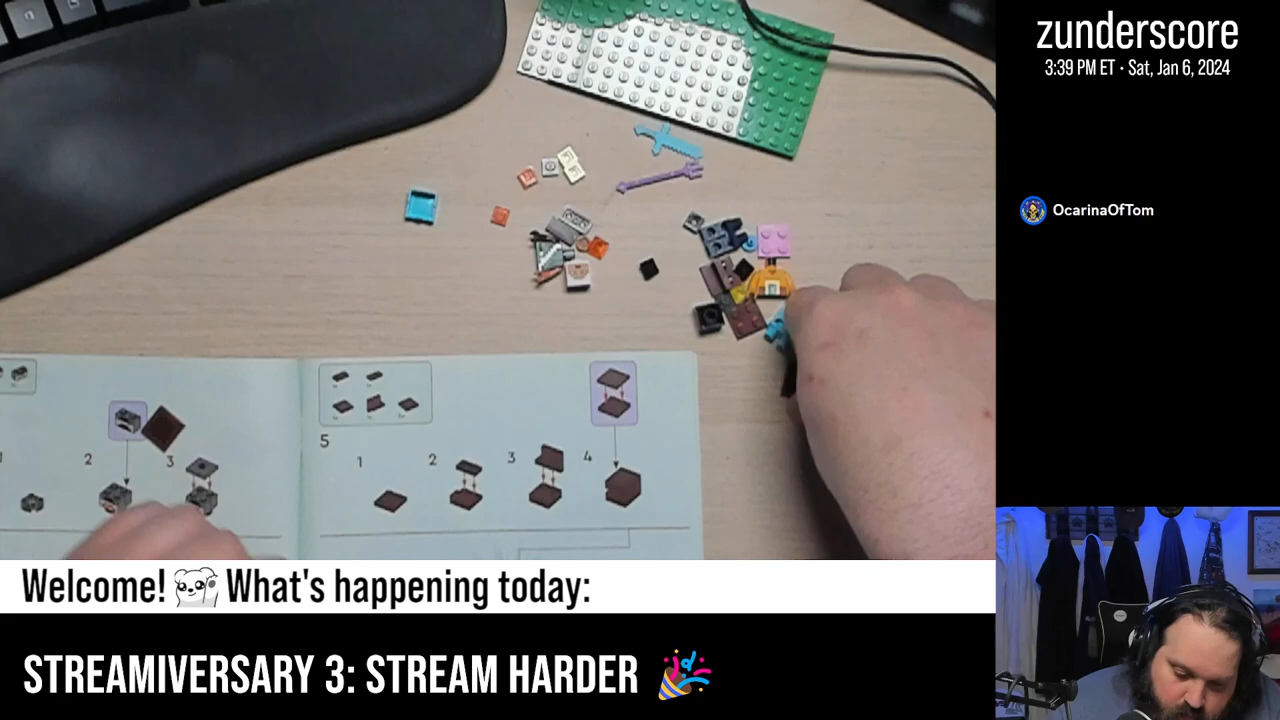 zunderscore
3:39 PM ET • Sat, Jan 6, 2024
OcarinaOfTom
5
1
2
3
1
2
3
4
Welcome! What's happening today:
STREAMIVERSARY 3: STREAM HARDER